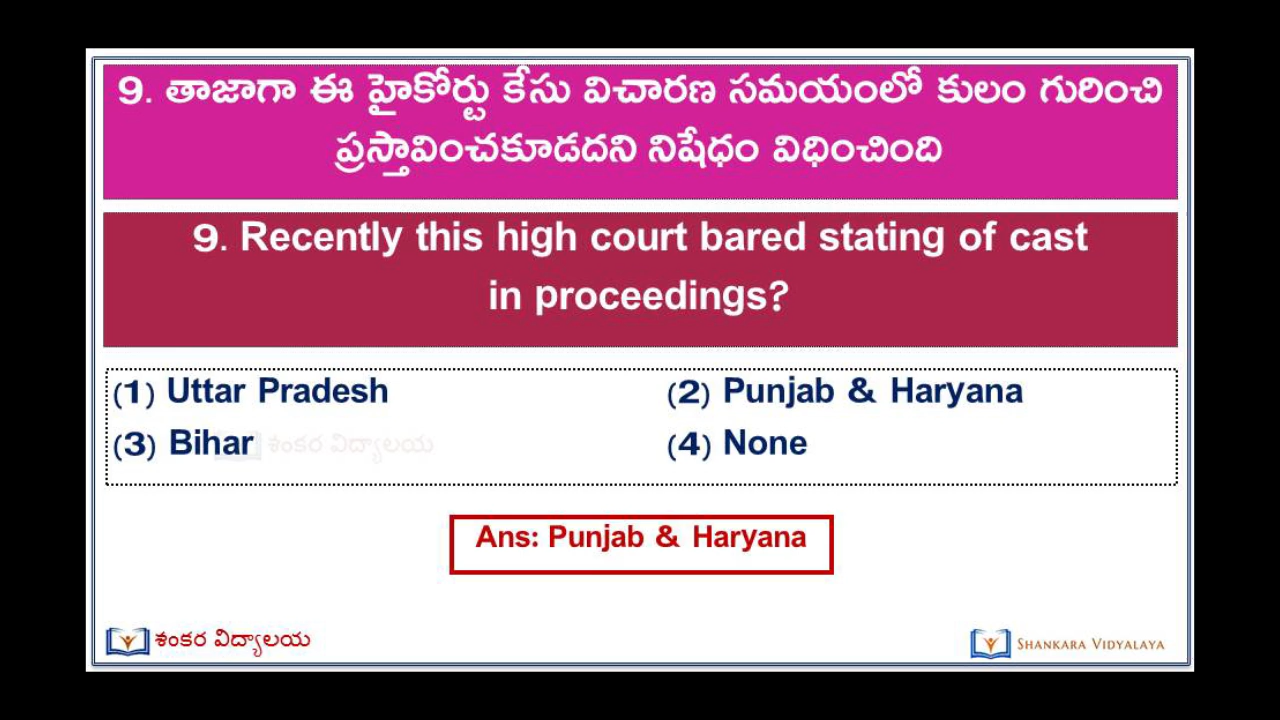 9. తాజాగా ఈ హైకోర్టు కేసు విచారణ సమయంలో కులం గురించి
ప్రస్తావించకూడదని నిషేధం విధించింది
9. Recently this high court bared stating of cast
in proceedings?
(1) Uttar Pradesh (2) Punjab & Haryana
(3) Bihar (4) None
శంకర విద్యాలయ
Ans: Punjab & Haryana
శంకర విద్యాలయ
SHANKARA VIDYALAYA